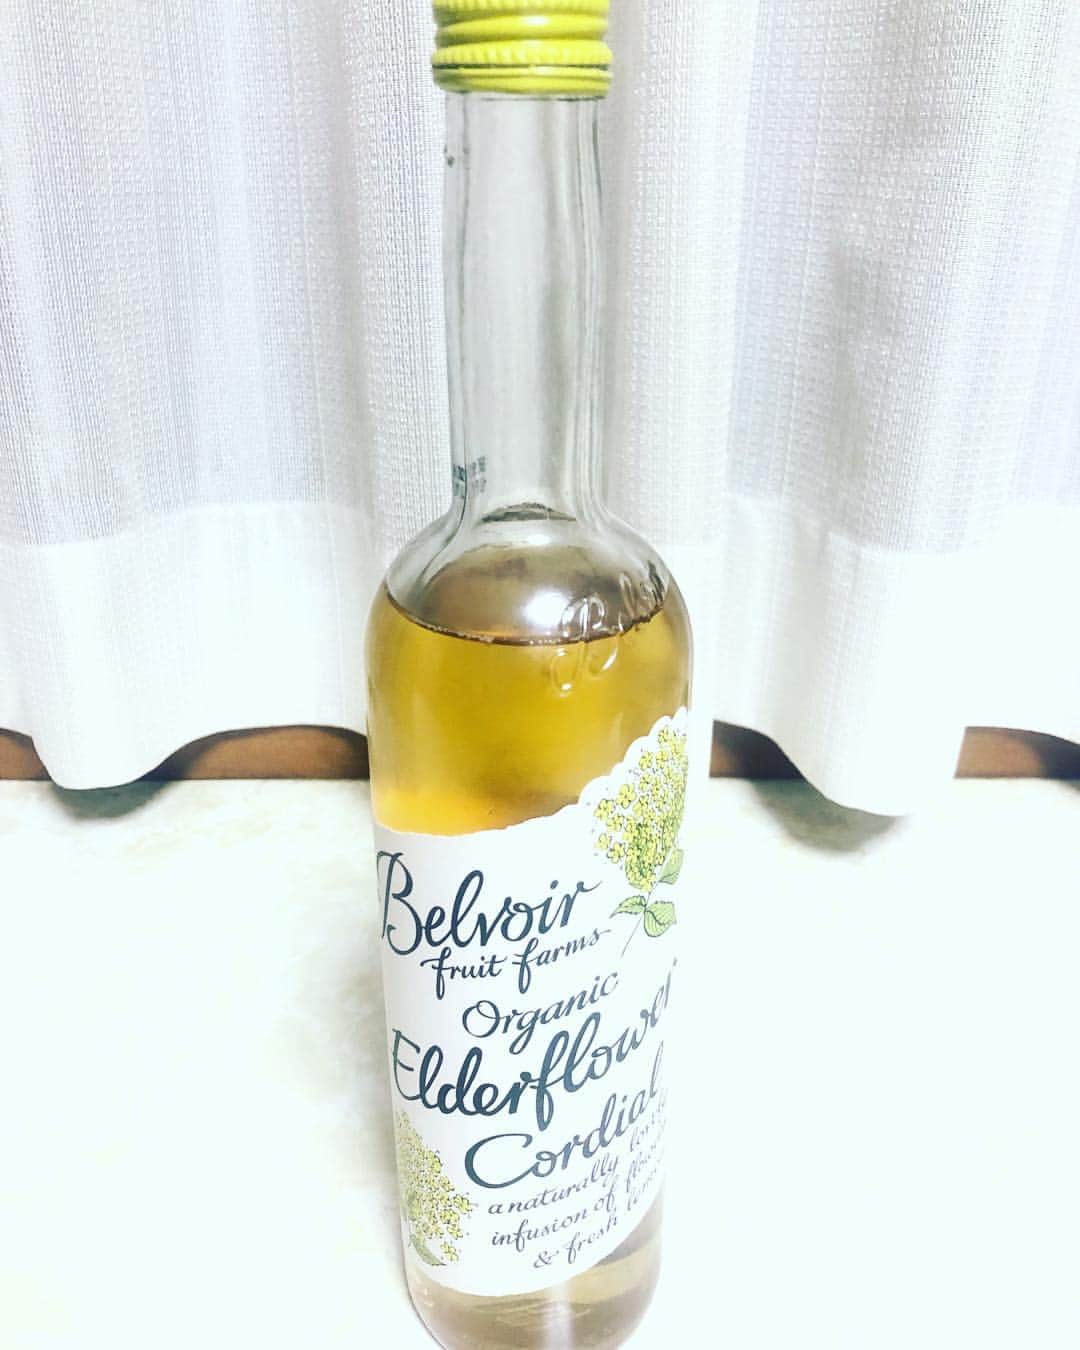 Belvoir
fruit farms
Organic
Elderflower
Cordial
a naturally
infusion of
& fresh